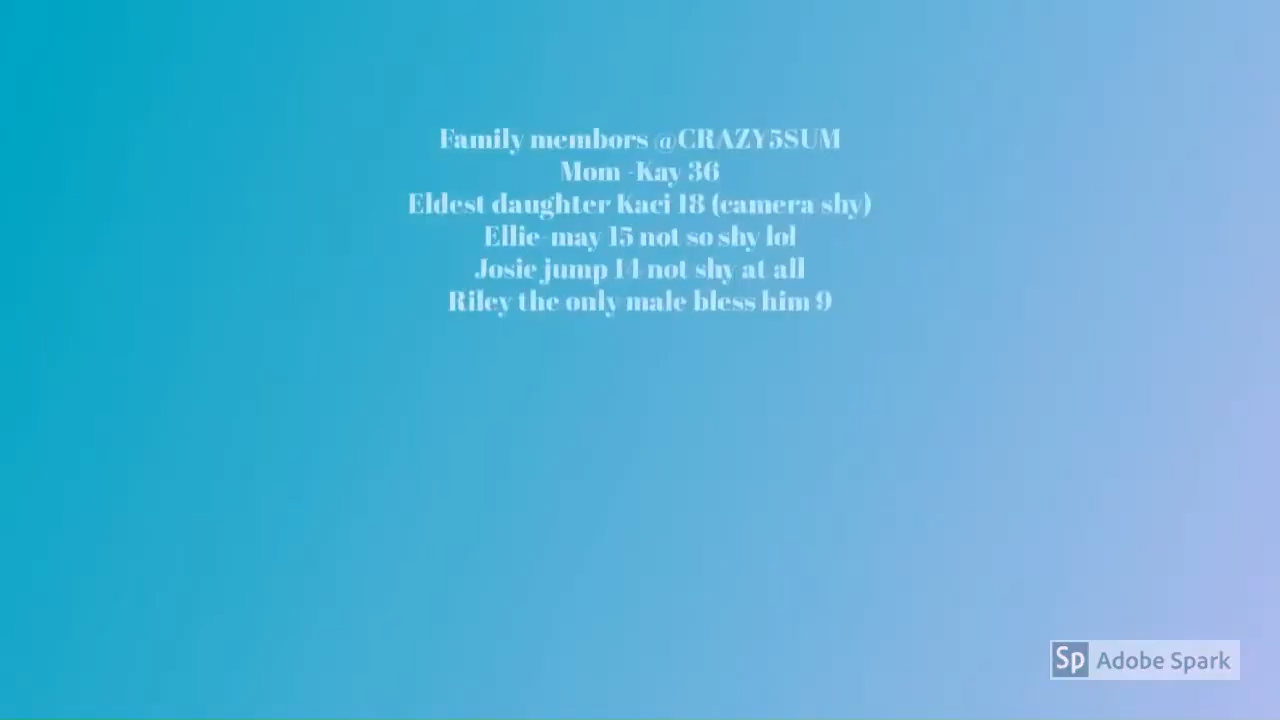 Family membors @CRAZY5SUM
Mom -Kay 36
Eldest daughter Kaci 18 (camera shy)
Ellie-may 15 not so shy lol
Josie jump 14 not shy at all
Riley the only male bless him 9
Sp Adobe Spark